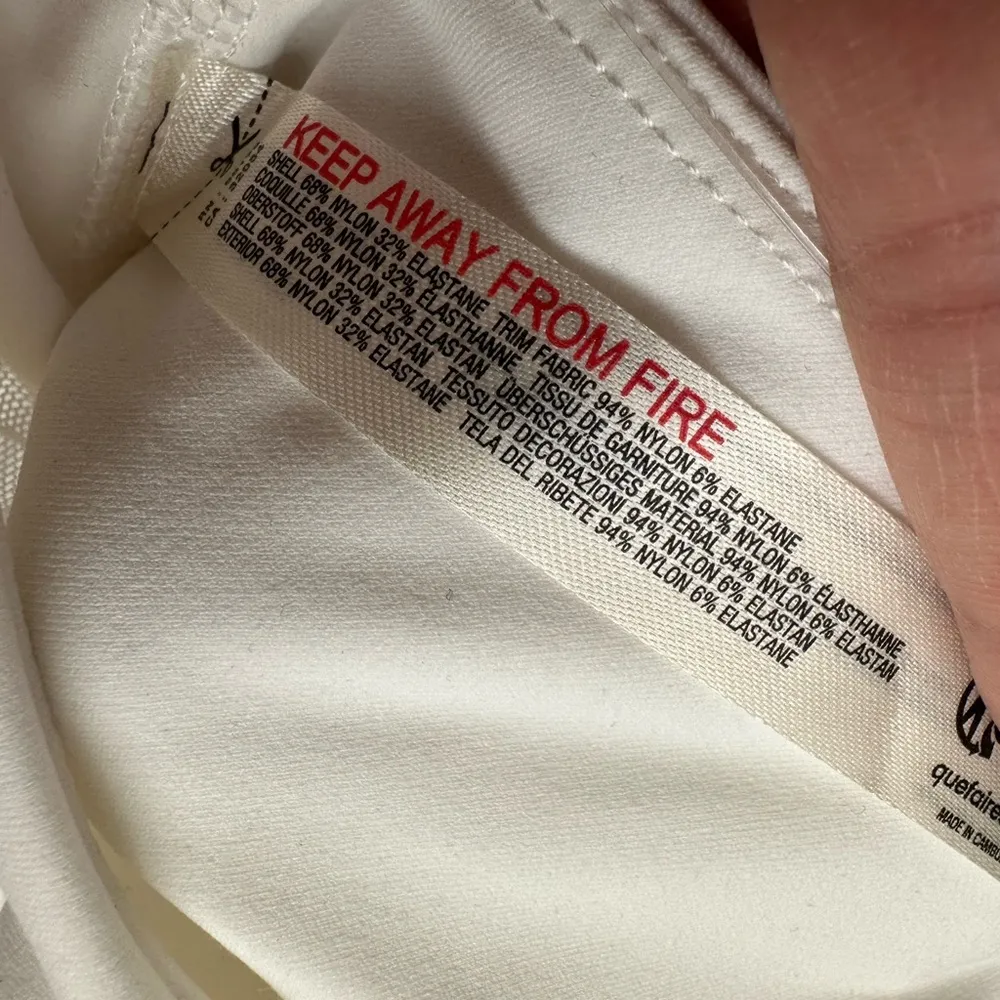 KEEP AWAY FROM FIRE
SHELL 68% NYLON 32% ELASTANE TRIM FABRIC 94% NYLON 6% ELASTANE
COQUILLE 68% NYLON 32% ÉLASTHANNE TISSU DE GARNITURE 94% NYLON 6% ÉLASTHANNE
OBERSTOFF 68% NYLON 32% ELASTAN ÜBERSCHÜSSIGES MATERIAL 94% NYLON 6% ELASTAN
SHELL 68% NYLON 32% ELASTAN TESSUTO DECORAZIONI 94% NYLON 6% ELASTAN
EXTERIOR 68% NYLON 32% ELASTANE TELA DEL RIBETE 94% NYLON 6% ELASTANE
quefaire
MADE IN CAMBO